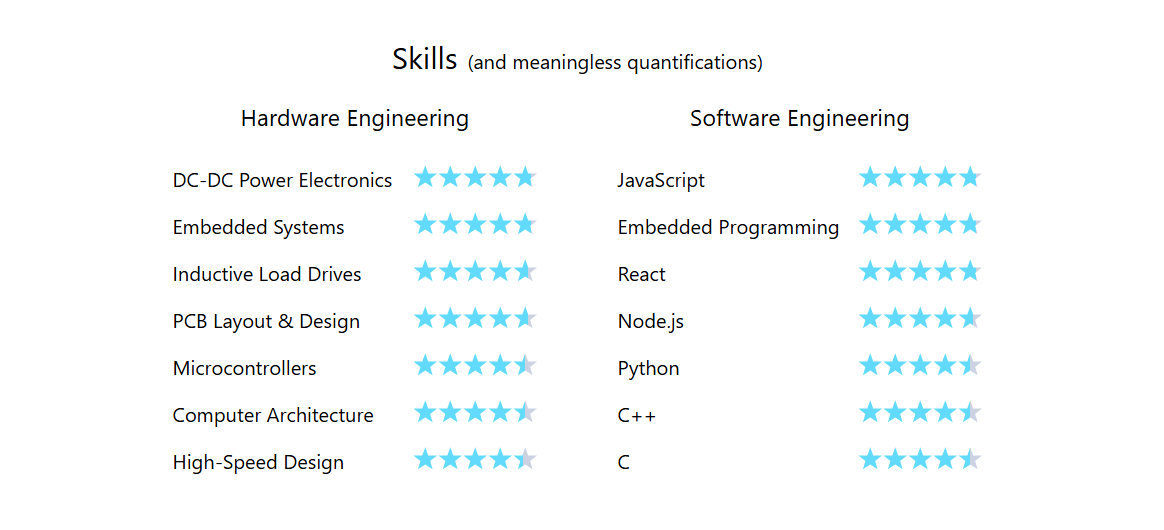 Skills (and meaningless quantifications)
Hardware Engineering
DC-DC Power Electronics
Embedded Systems
Inductive Load Drives
PCB Layout & Design
Microcontrollers
Computer Architecture
High-Speed Design
Software Engineering
JavaScript
Embedded Programming
React
Node.js
Python
C++
C